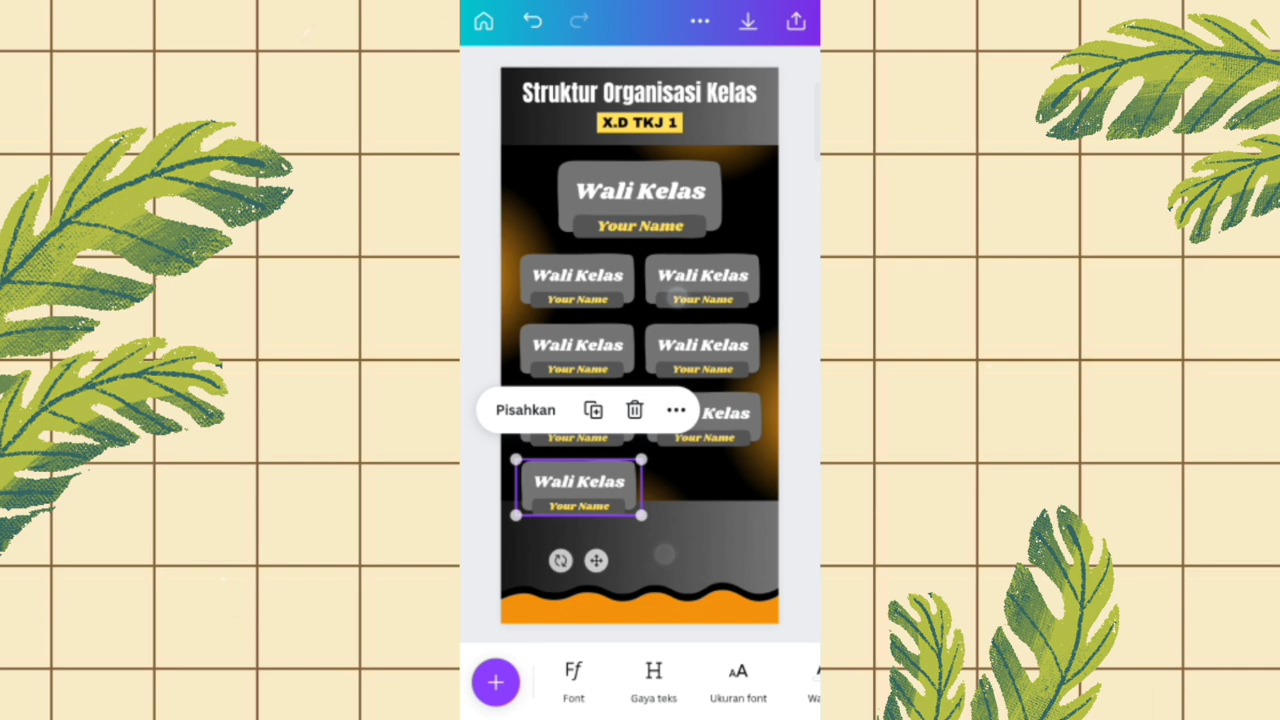 Struktur Organisasi Kelas
X.D TKJ 1
Wali Kelas
Your Name
Wali Kelas Wali Kelas
Your Name Your Name
Wali Kelas Wali Kelas
Your Name Your Name
Pisahkan
Kelas
Your Name Your Name
Wali Kelas
Your Name
Font Gaya teks Ukuran font